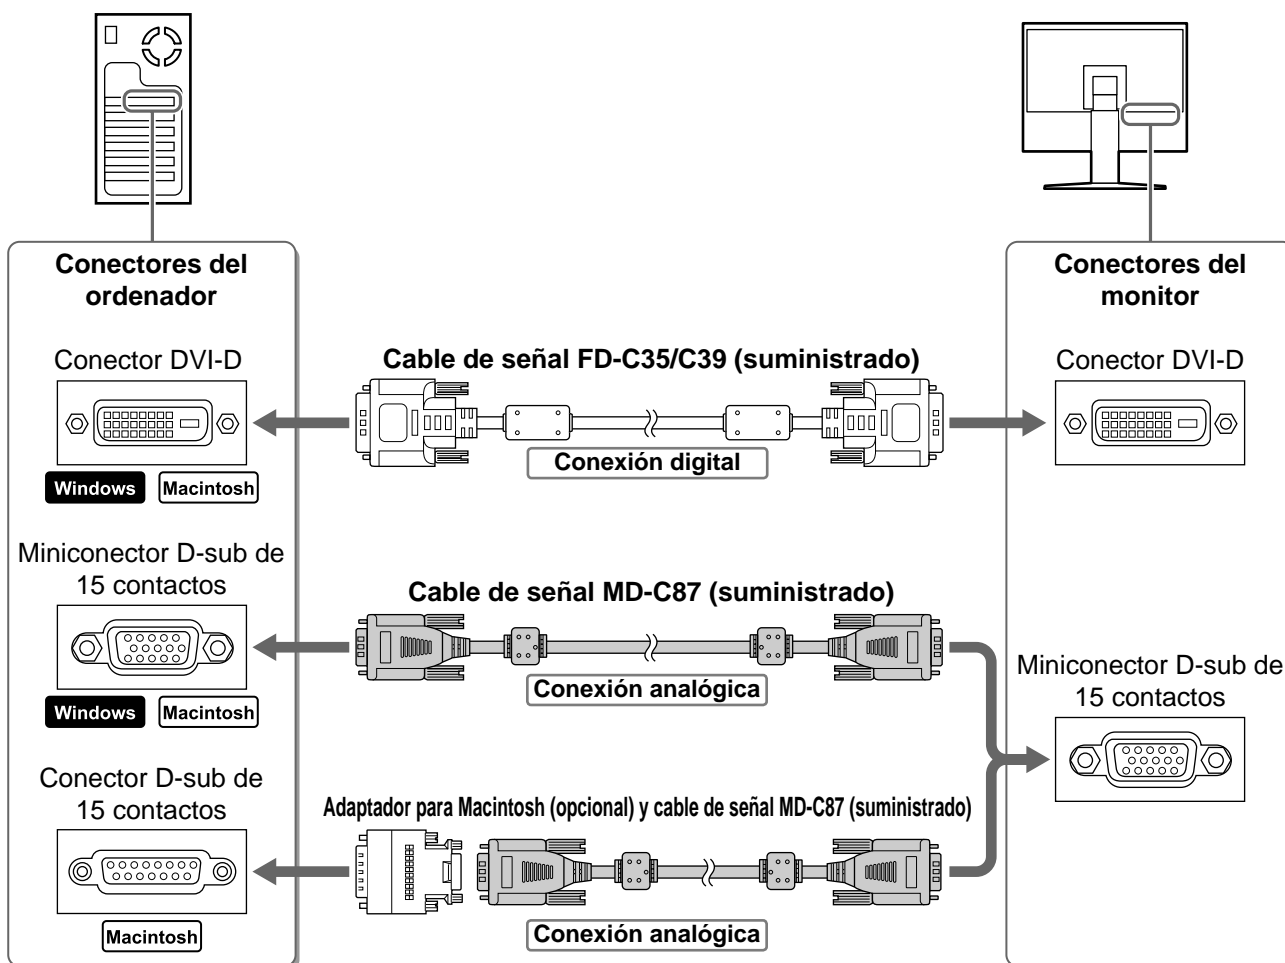 Conectores del
ordenador
Conector DVI-D
Windows Macintosh
Miniconector D-sub de
15 contactos
Windows Macintosh
Conector D-sub de
15 contactos
Macintosh
Cable de señal FD-C35/C39 (suministrado)
Conexión digital
Cable de señal MD-C87 (suministrado)
Conexión analógica
Adaptador para Macintosh (opcional) y cable de señal MD-C87 (suministrado)
Conexión analógica
Conectores del
monitor
Conector DVI-D
Miniconector D-sub de
15 contactos